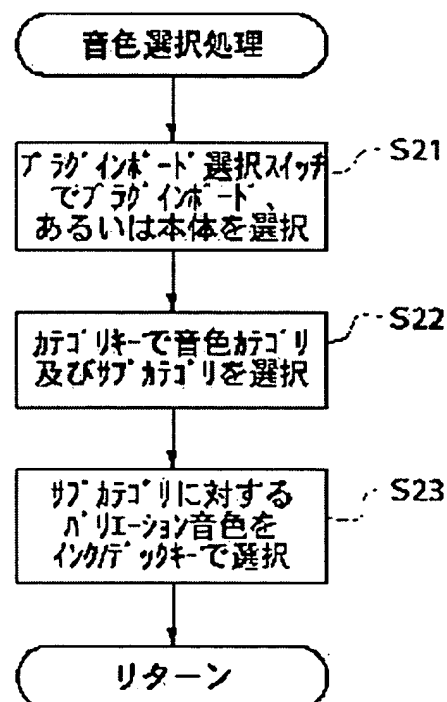 音色選択処理
プラグインボード選択スイッチ
でプラグインボード、
あるいは本体を選択
S21
カテゴリキーで音色カテゴリ
及びサブカテゴリを選択
S22
サブカテゴリに対する
バリエーション音色を
インク/デックキーで選択
S23
リターン